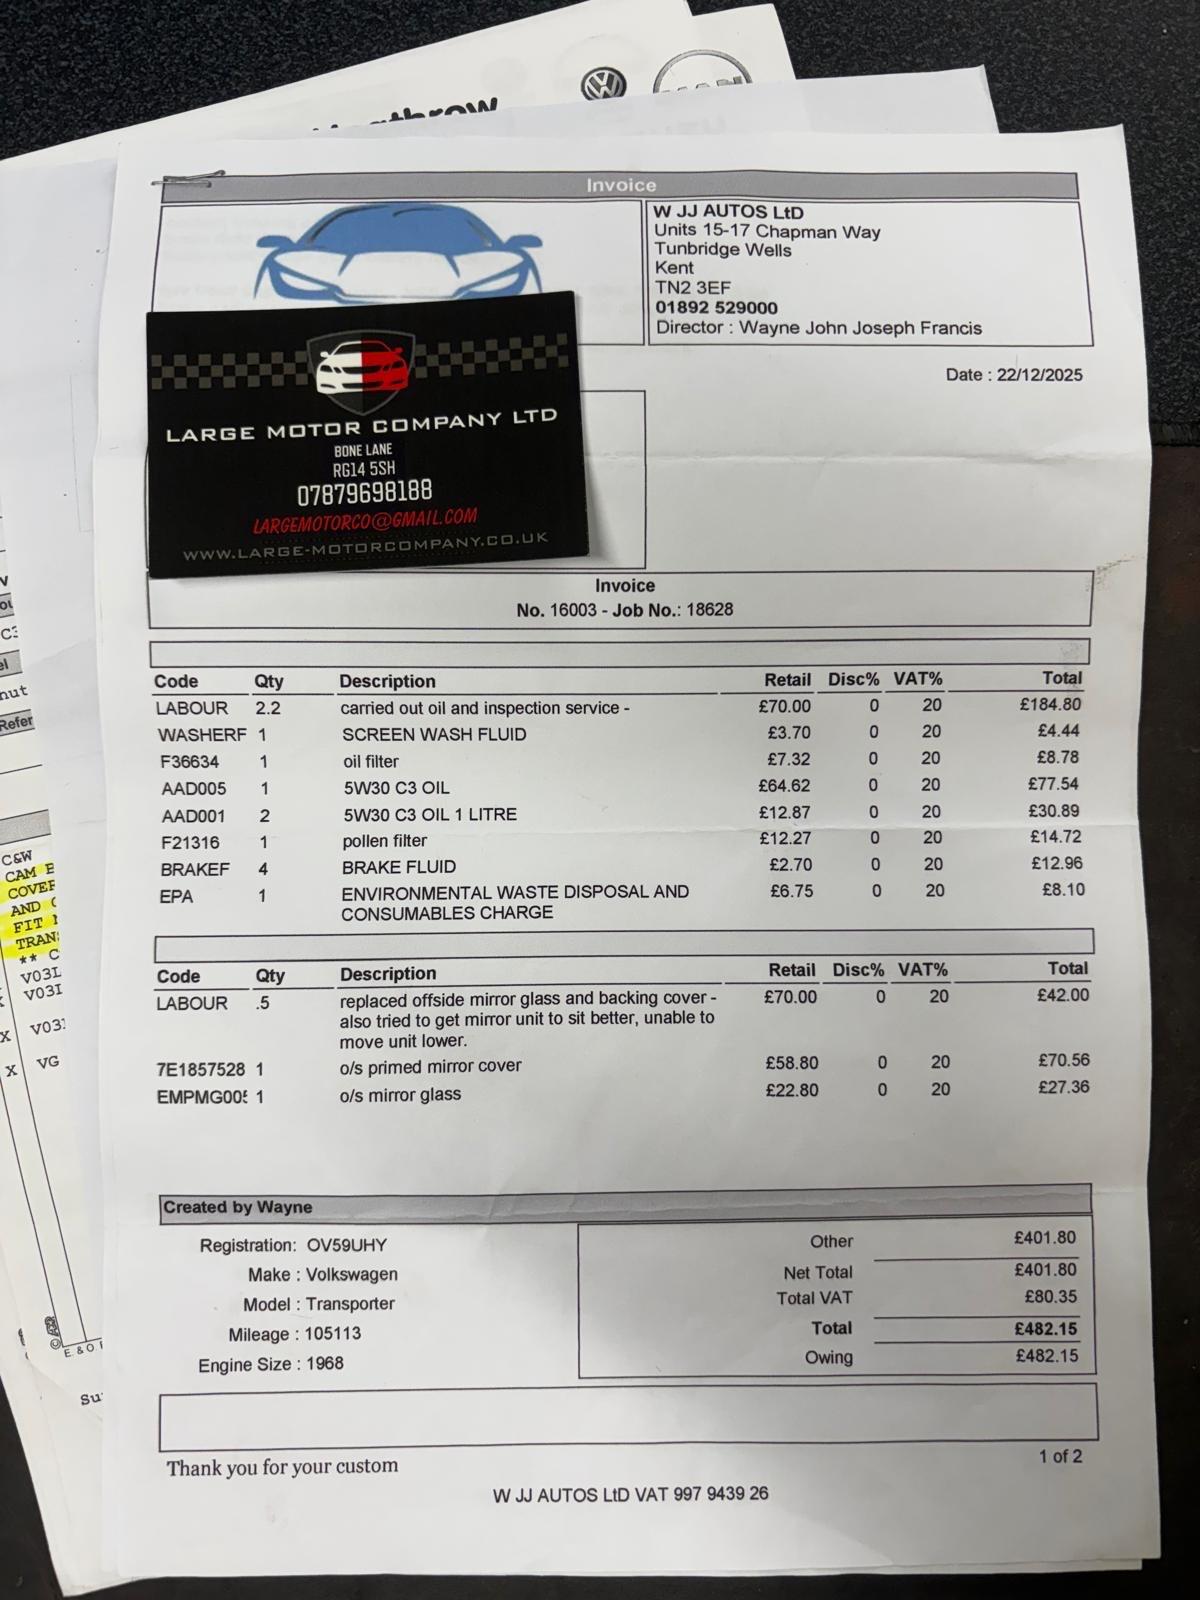 Invoice
W JJ AUTOS LtD
Units 15-17 Chapman Way
Tunbridge Wells
Kent
TN2 3EF
01892 529000
Director : Wayne John Joseph Francis
Date : 22/12/2025
LARGE MOTOR COMPANY LTD
BONE LANE
RG14 5SH
07879698188
LARGEMOTORCO@GMAIL.COM
WWW.LARGE-MOTORCOMPANY.CO.UK
Invoice
No. 16003 - Job No.: 18628
Code Qty Description Retail Disc% VAT% Total
LABOUR 2.2 carried out oil and inspection service - £70.00 0 20 £184.80
WASHERF 1 SCREEN WASH FLUID £3.70 0 20 £4.44
F36634 1 oil filter £7.32 0 20 £8.78
AAD005 1 5W30 C3 OIL £64.62 0 20 £77.54
AAD001 2 5W30 C3 OIL 1 LITRE £12.87 0 20 £30.89
F21316 1 pollen filter £12.27 0 20 £14.72
BRAKEF 4 BRAKE FLUID £2.70 0 20 £12.96
EPA 1 ENVIRONMENTAL WASTE DISPOSAL AND £6.75 0 20 £8.10
CONSUMABLES CHARGE
Code Qty Description Retail Disc% VAT% Total
LABOUR .5 replaced offside mirror glass and backing cover - £70.00 0 20 £42.00
also tried to get mirror unit to sit better, unable to
move unit lower.
7E1857528 1 o/s primed mirror cover £58.80 0 20 £70.56
EMPMG005 1 o/s mirror glass £22.80 0 20 £27.36
Created by Wayne
Registration: OV59UHY
Make : Volkswagen
Model : Transporter
Mileage : 105113
Engine Size : 1968
Other £401.80
Net Total £401.80
Total VAT £80.35
Total £482.15
Owing £482.15
Thank you for your custom
1 of 2
W JJ AUTOS LtD VAT 997 9439 26
C&W
CAM
COVER
AND
FIT
TRANS
** C
V03L
V03L
X V03
X VG
E. & O.